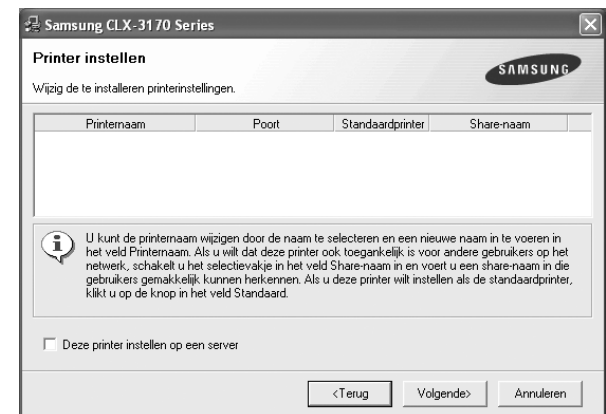 Samsung CLX-3170 Series
Printer instellen
Wijzig de te installeren printerinstellingen.
SAMSUNG
Printernaam Poort Standaardprinter Share-naam
U kunt de printernaam wijzigen door de naam te selecteren en een nieuwe naam in te voeren in
het veld Printernaam. Als u wilt dat deze printer ook toegankelijk is voor andere gebruikers op het
netwerk, schakelt u het selectievakje in het veld Share-naam in en voert u een share-naam in die
gebruikers gemakkelijk kunnen herkennen. Als u deze printer wilt instellen als de standaardprinter,
klikt u op de knop in het veld Standaard.
Deze printer instellen op een server
<Terug Volgende> Annuleren